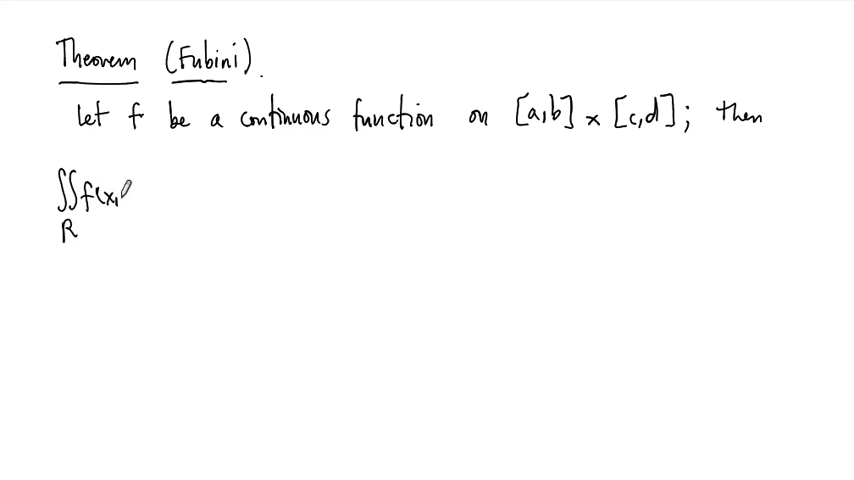 Theorem (Fubini).
Let f be a continuous function on [a,b] × [c,d]; then
∬f(x,
R